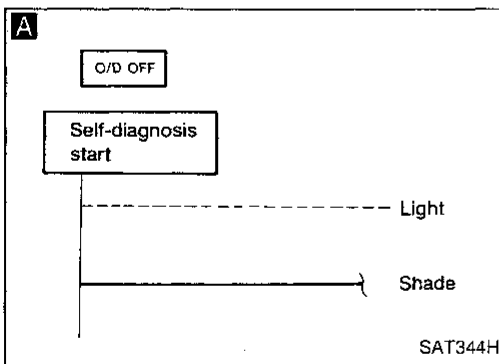 A
O/D OFF
Self-diagnosis
start
Light
Shade
SAT344H